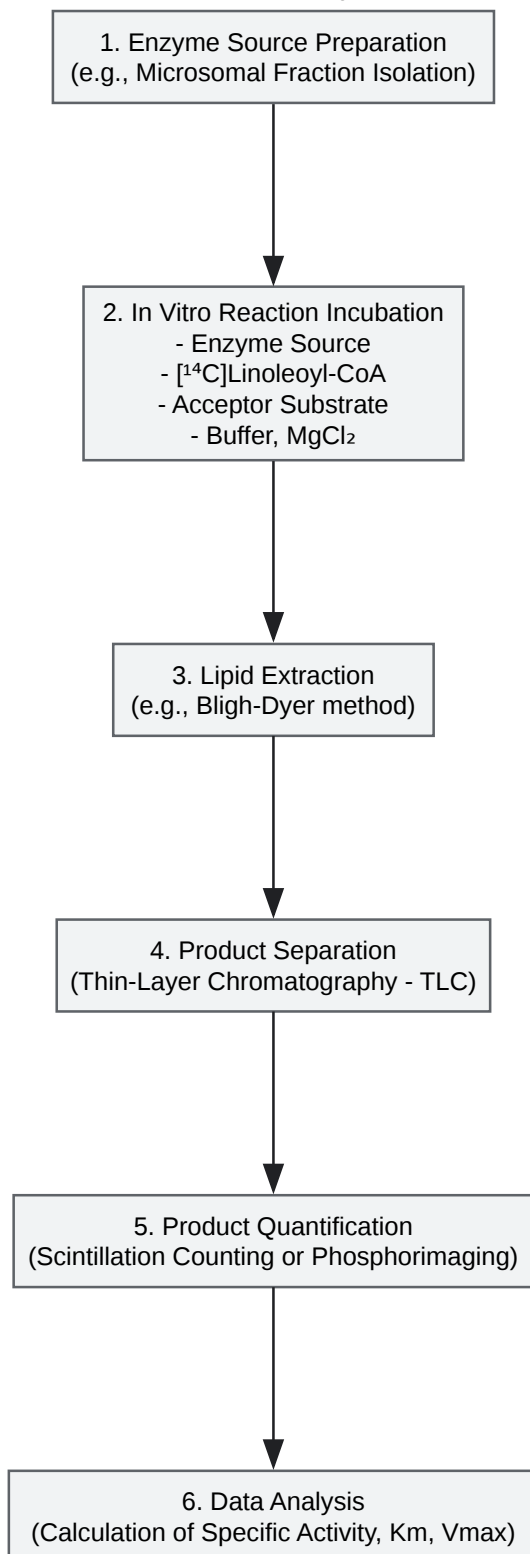 1. Enzyme Source Preparation
(e.g., Microsomal Fraction Isolation)
2. In Vitro Reaction Incubation
- Enzyme Source
- [¹⁴C]Linoleoyl-CoA
- Acceptor Substrate
- Buffer, MgCl₂
3. Lipid Extraction
(e.g., Bligh-Dyer method)
4. Product Separation
(Thin-Layer Chromatography - TLC)
5. Product Quantification
(Scintillation Counting or Phosphorimaging)
6. Data Analysis
(Calculation of Specific Activity, Km, Vmax)